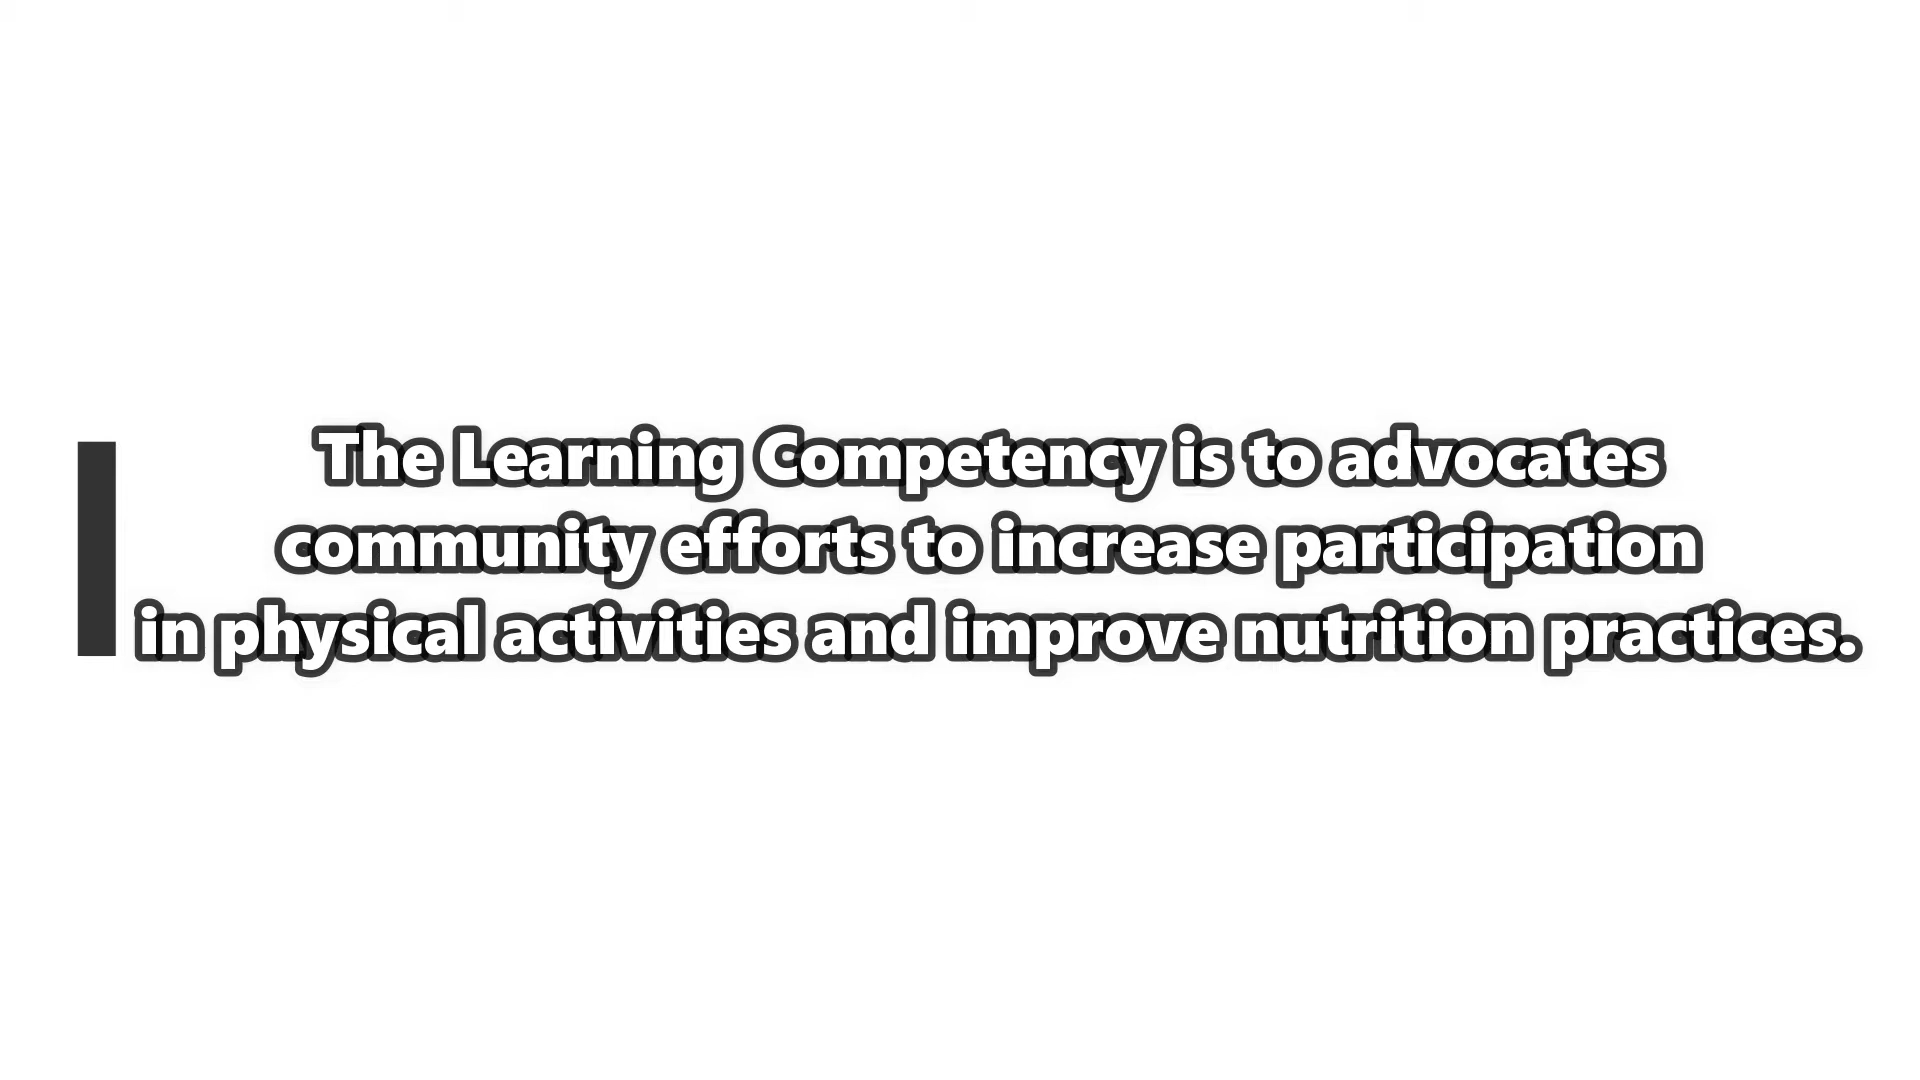 The Learning Competency is to advocates
community efforts to increase participation
in physical activities and improve nutrition practices.